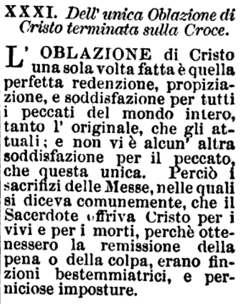 XXXI. Dell' unica Oblazione di
Cristo terminata sulla Croce.
L' OBLAZIONE di Cristo
una sola volta fatta è quella
perfetta redenzione, propizia-
zione, e soddisfazione per tutti
i peccati del mondo intero,
tanto l' originale, che gli at-
tuali; e non vi è alcun' altra
soddisfazione per il peccato,
che questa unica. Perciò i
sacrifizi delle Messe, nelle quali
si diceva comunemente, che il
Sacerdote offriva Cristo per i
vivi e per i morti, perchè otte-
nessero la remissione della
pena o della colpa, erano fin-
zioni bestemmiatrici, e per-
niciose imposture.